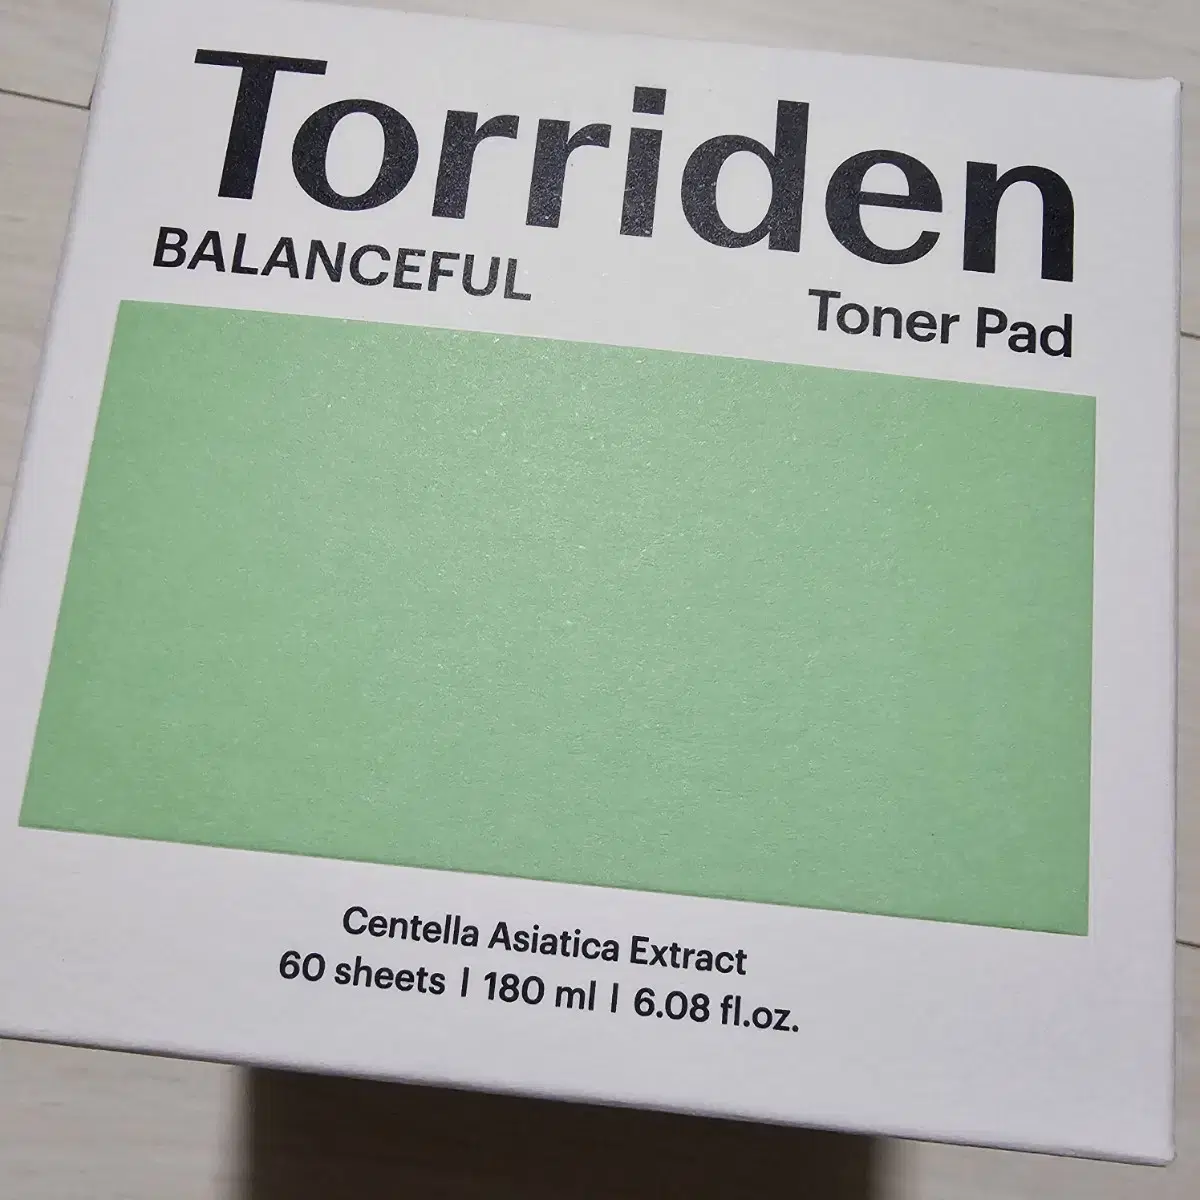 Torriden
BALANCEFUL
Toner Pad
Centella Asiatica Extract
60 sheets | 180 ml | 6.08 fl.oz.